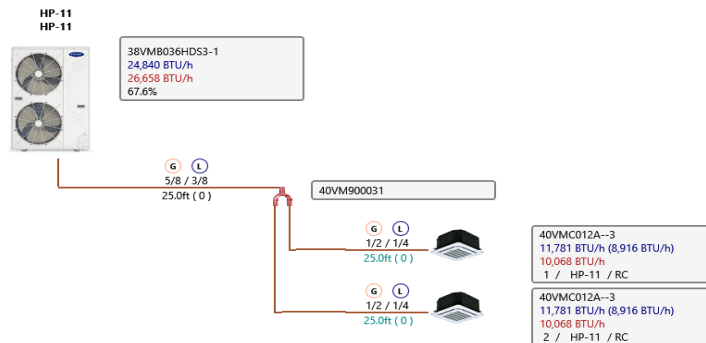 HP-11
HP-11
38VMB036HDS3-1
24,840 BTU/h
26,658 BTU/h
67.6%
G L
5/8 / 3/8
25.0ft ( 0 )
40VM900031
G L
1/2 / 1/4
25.0ft ( 0 )
40VMC012A--3
11,781 BTU/h (8,916 BTU/h)
10,068 BTU/h
1 / HP-11 / RC
G L
1/2 / 1/4
25.0ft ( 0 )
40VMC012A--3
11,781 BTU/h (8,916 BTU/h)
10,068 BTU/h
2 / HP-11 / RC